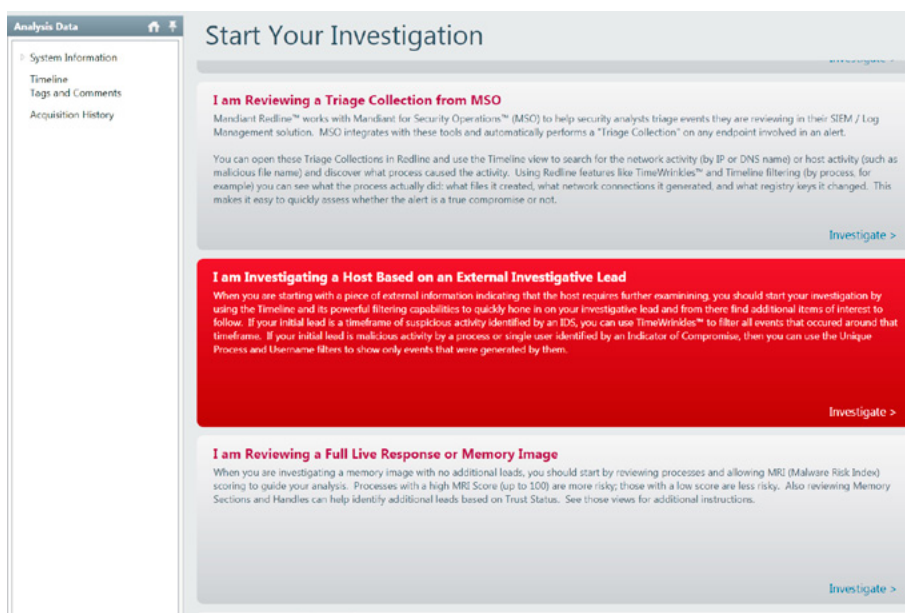 Analysis Data
Start Your Investigation
System Information
Timeline
Tags and Comments
Acquisition History
Investigate >
I am Reviewing a Triage Collection from MSO
Mandiant Redline™ works with Mandiant for Security Operations™ (MSO) to help security analysts triage events they are reviewing in their SIEM / Log
Management solution. MSO integrates with these tools and automatically performs a "Triage Collection" on any endpoint involved in an alert.
You can open these Triage Collections in Redline and use the Timeline view to search for the network activity (by IP or DNS name) or host activity (such as
malicious file name) and discover what process caused the activity. Using Redline features like TimeWrinkles™ and Timeline filtering (by process, for
example) you can see what the process actually did: what files it created, what network connections it generated, and what registry keys it changed. This
makes it easy to quickly assess whether the alert is a true compromise or not.
Investigate >
I am Investigating a Host Based on an External Investigative Lead
When you are starting with a piece of external information indicating that the host requires further examinining, you should start your investigation by
using the Timeline and its powerful filtering capabilities to quickly hone in on your investigative lead and from there find additional items of interest to
follow. If your initial lead is a timeframe of suspicious activity identified by an IDS, you can use TimeWrinkles™ to filter all events that occured around that
timeframe. If your initial lead is malicious activity by a process or single user identified by an Indicator of Compromise, then you can use the Unique
Process and Username filters to show only events that were generated by them.
Investigate >
I am Reviewing a Full Live Response or Memory Image
When you are investigating a memory image with no additional leads, you should start by reviewing processes and allowing MRI (Malware Risk Index)
scoring to guide your analysis. Processes with a high MRI Score (up to 100) are more risky; those with a low score are less risky. Also reviewing Memory
Sections and Handles can help identify additional leads based on Trust Status. See those views for additional instructions.
Investigate >